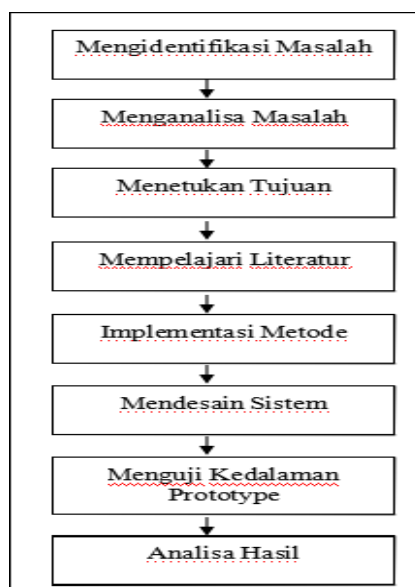 Mengidentifikasi Masalah
Menganalisa Masalah
Menetukan Tujuan
Mempelajari Literatur
Implementasi Metode
Mendesain Sistem
Menguji Kedalaman
Prototype
Analisa Hasil